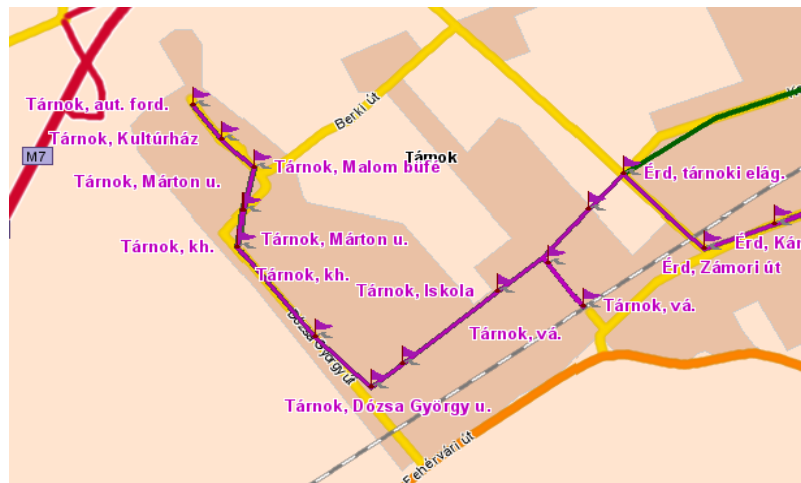 Tárnok, aut. ford.
Berki út
Tárnok, Kultúrház
M7
Tárnok
Tárnok, Malom büfé
Érd, tárnoki elág.
Tárnok, Márton u.
Tárnok, Márton u.
Tárnok, kh.
Érd, Kár
Tárnok, kh.
Érd, Zámori út
Tárnok, Iskola
Tárnok, vá.
Dózsa György út
Tárnok, vá.
Tárnok, Dózsa György u.
Fehérvári út